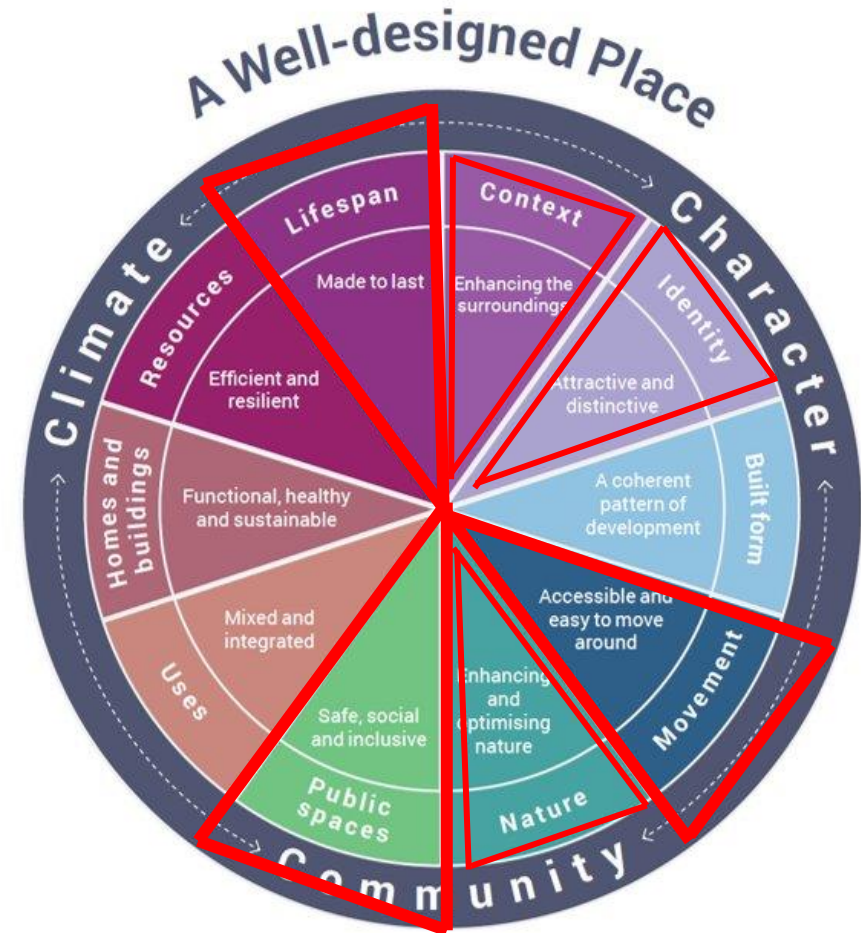 A Well-designed Place
Climate
Character
Community
Context
Enhancing the
surroundings
Identity
Attractive and
distinctive
Built form
A coherent
pattern of
development
Movement
Accessible and
easy to move
around
Nature
Enhancing
and
optimising
nature
Public
spaces
Safe, social
and inclusive
Uses
Mixed and
integrated
Homes and
buildings
Functional, healthy
and sustainable
Resources
Efficient and
resilient
Lifespan
Made to last